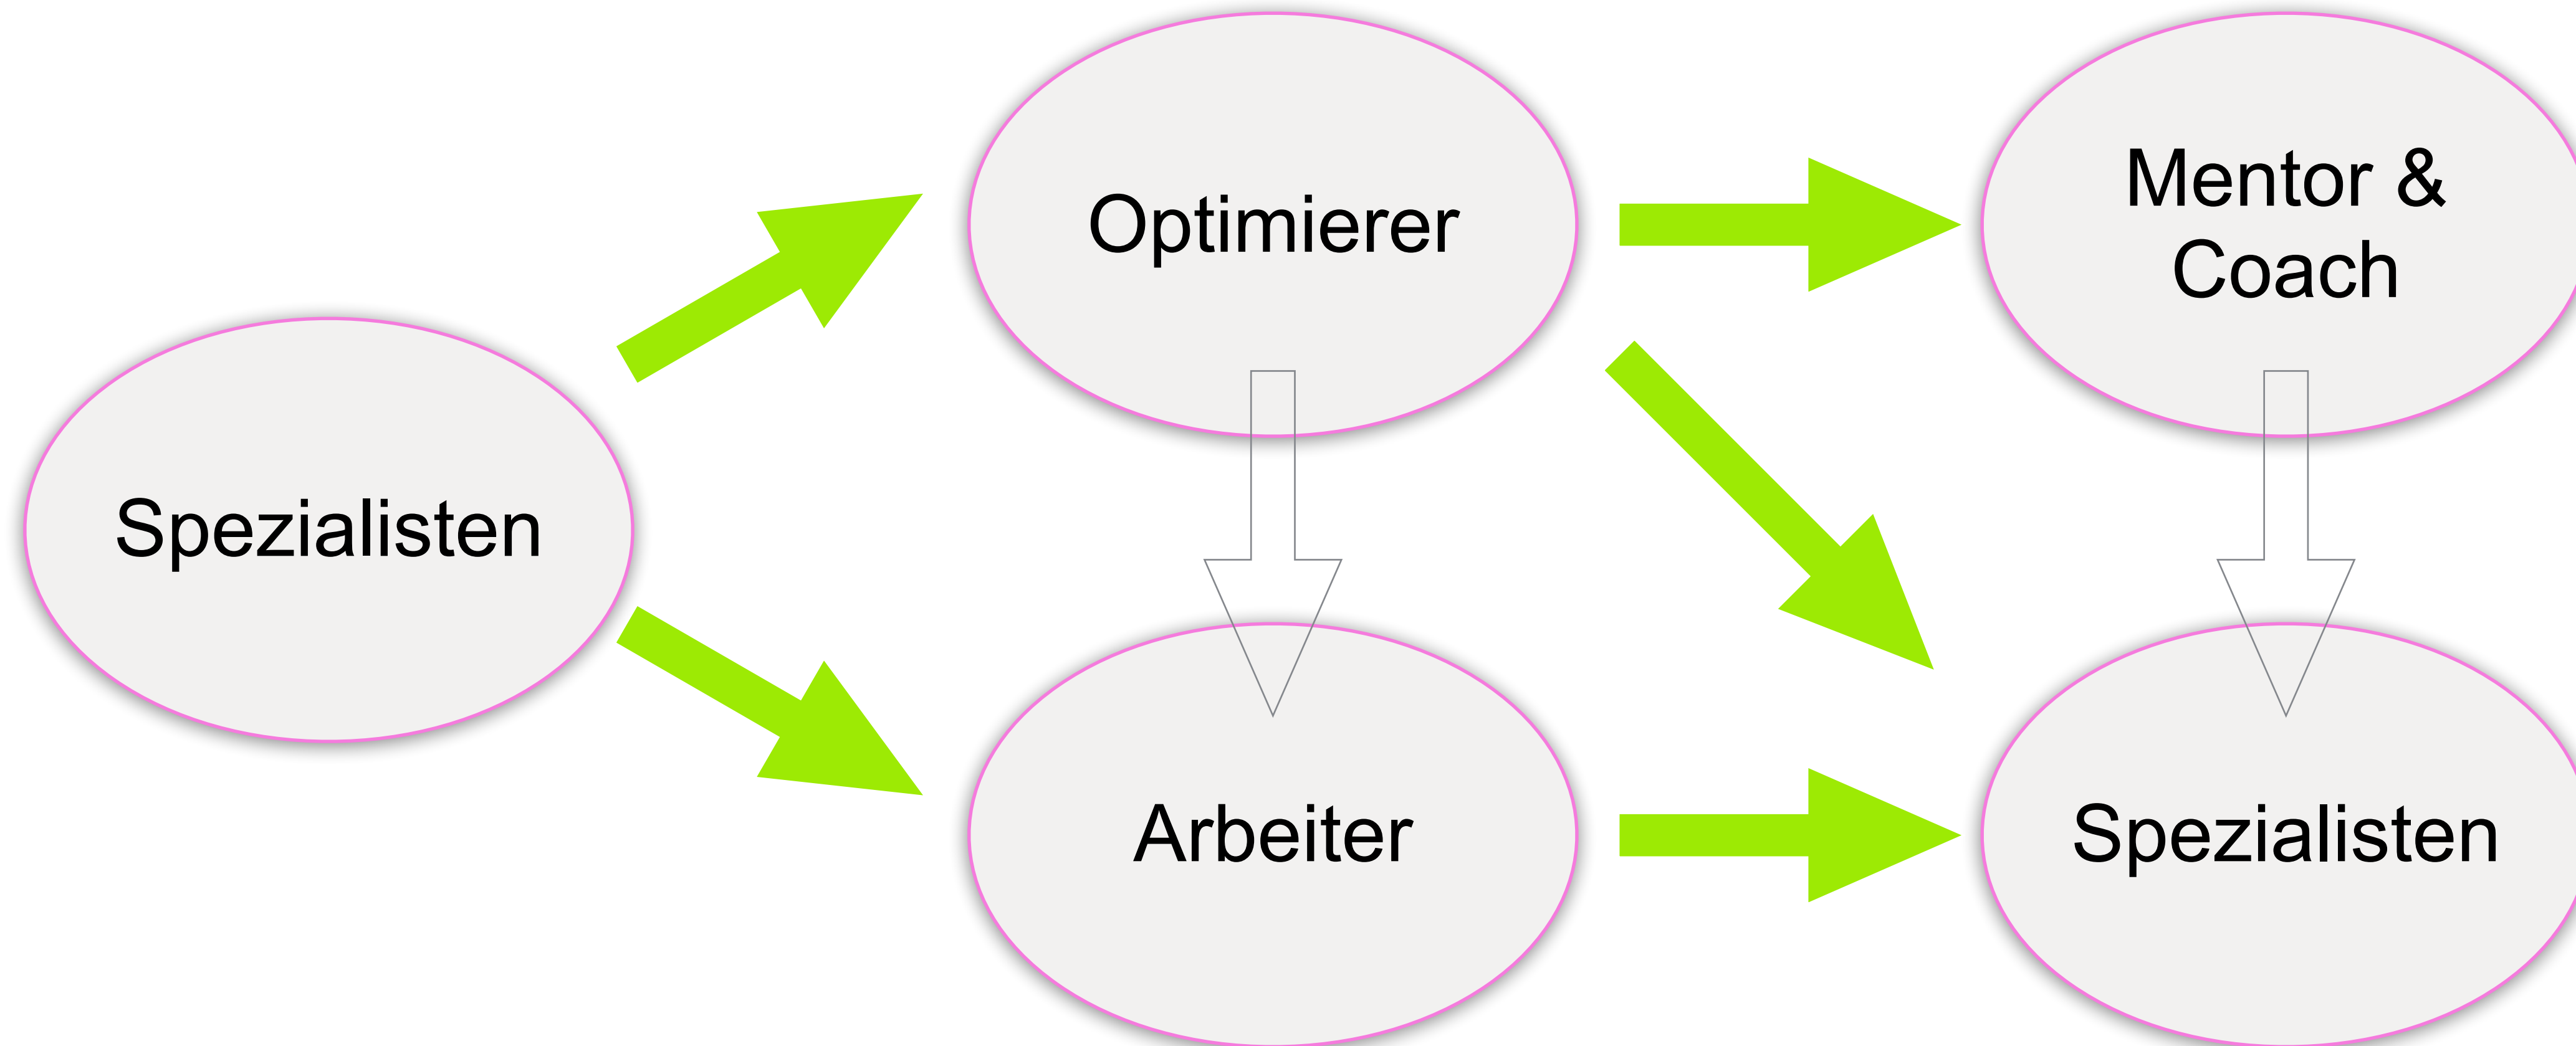 Spezialisten
Optimierer
Arbeiter
Mentor &
Coach
Spezialisten